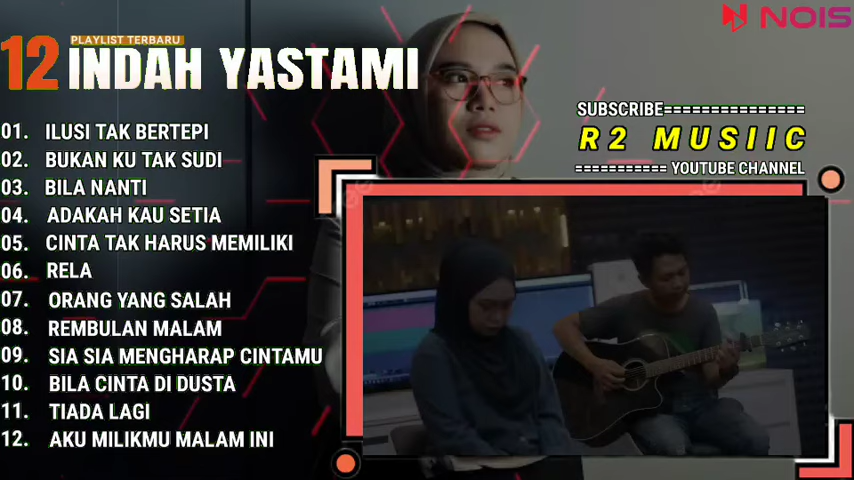 12
PLAYLIST TERBARU
INDAH YASTAMI
NOIS
SUBSCRIBE===============
R2 MUSIIC
=========== YOUTUBE CHANNEL
01. ILUSI TAK BERTEPI
02. BUKAN KU TAK SUDI
03. BILA NANTI
04. ADAKAH KAU SETIA
05. CINTA TAK HARUS MEMILIKI
06. RELA
07. ORANG YANG SALAH
08. REMBULAN MALAM
09. SIA SIA MENGHARAP CINTAMU
10. BILA CINTA DI DUSTA
11. TIADA LAGI
12. AKU MILIKMU MALAM INI